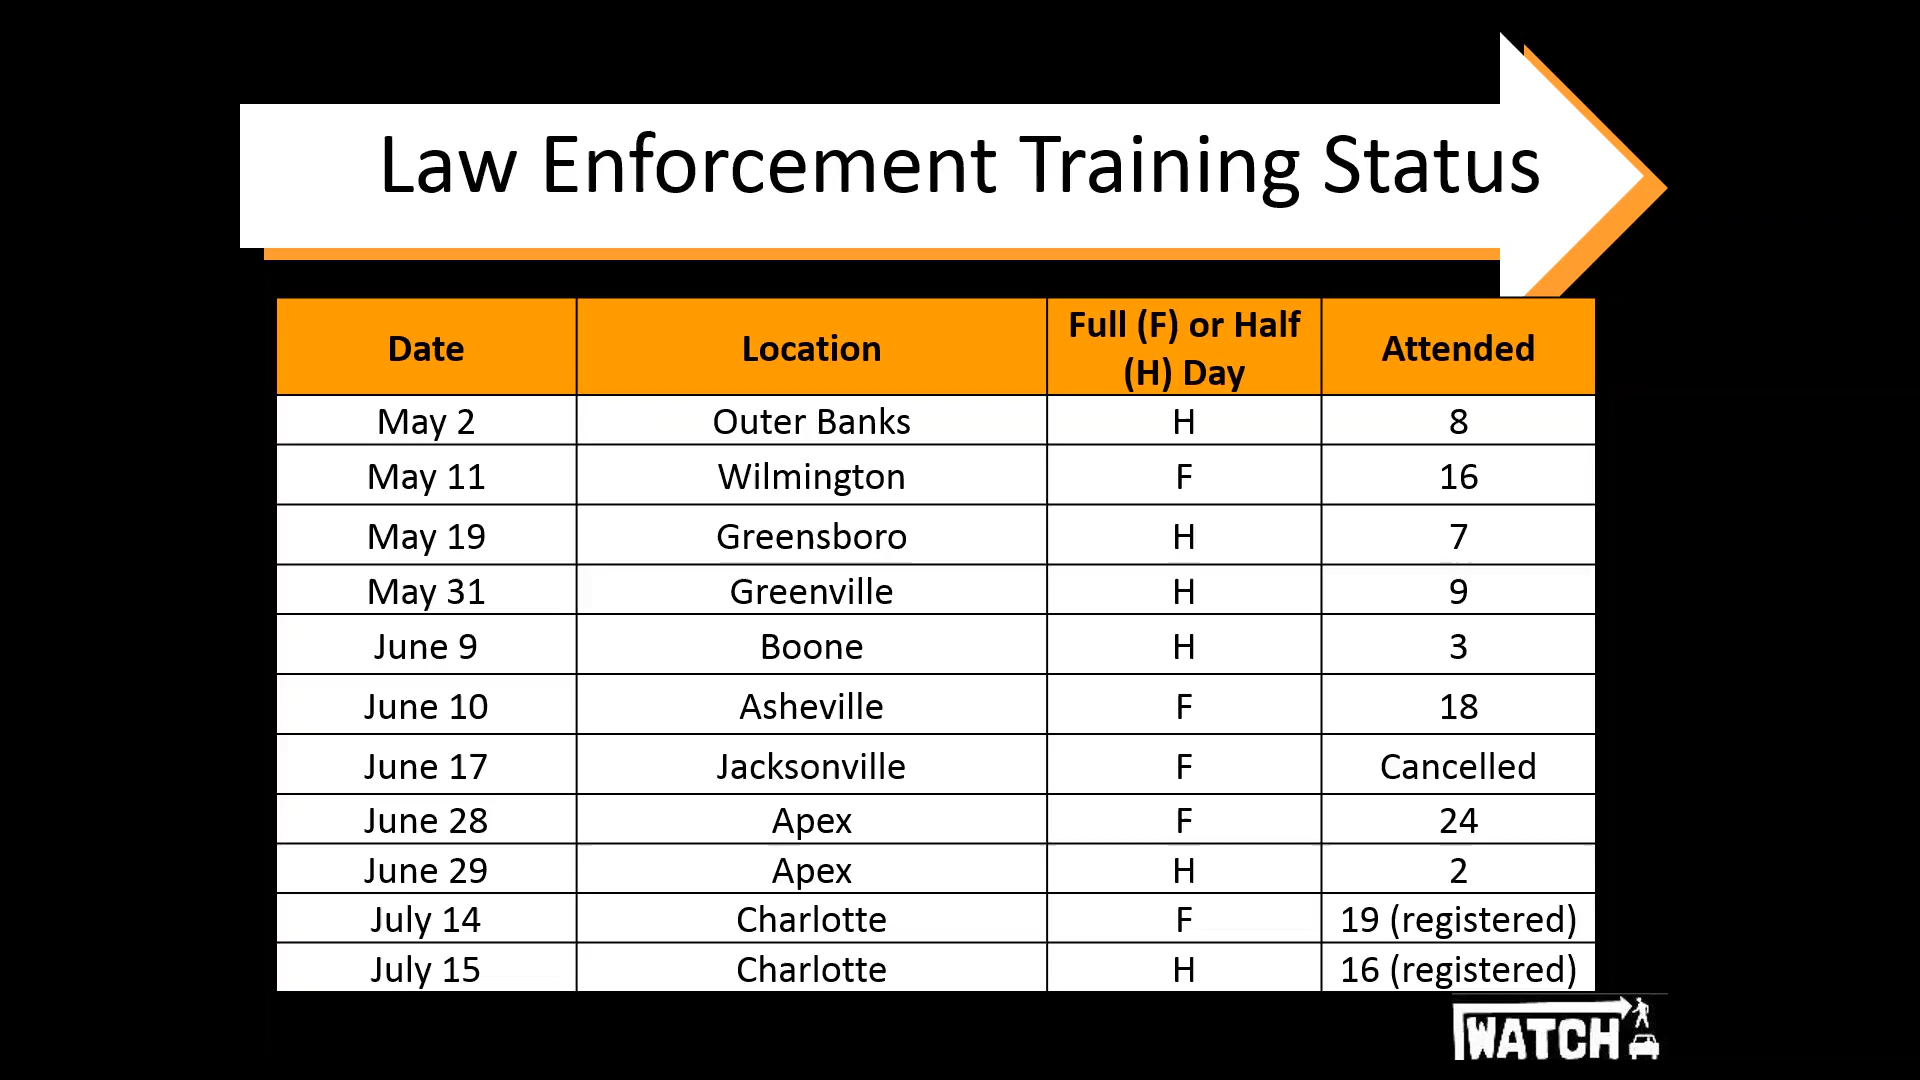 Law Enforcement Training Status
Date Location Full (F) or Half (H) Day Attended
May 2 Outer Banks H 8
May 11 Wilmington F 16
May 19 Greensboro H 7
May 31 Greenville H 9
June 9 Boone H 3
June 10 Asheville F 18
June 17 Jacksonville F Cancelled
June 28 Apex F 24
June 29 Apex H 2
July 14 Charlotte F 19 (registered)
July 15 Charlotte H 16 (registered)
WATCH